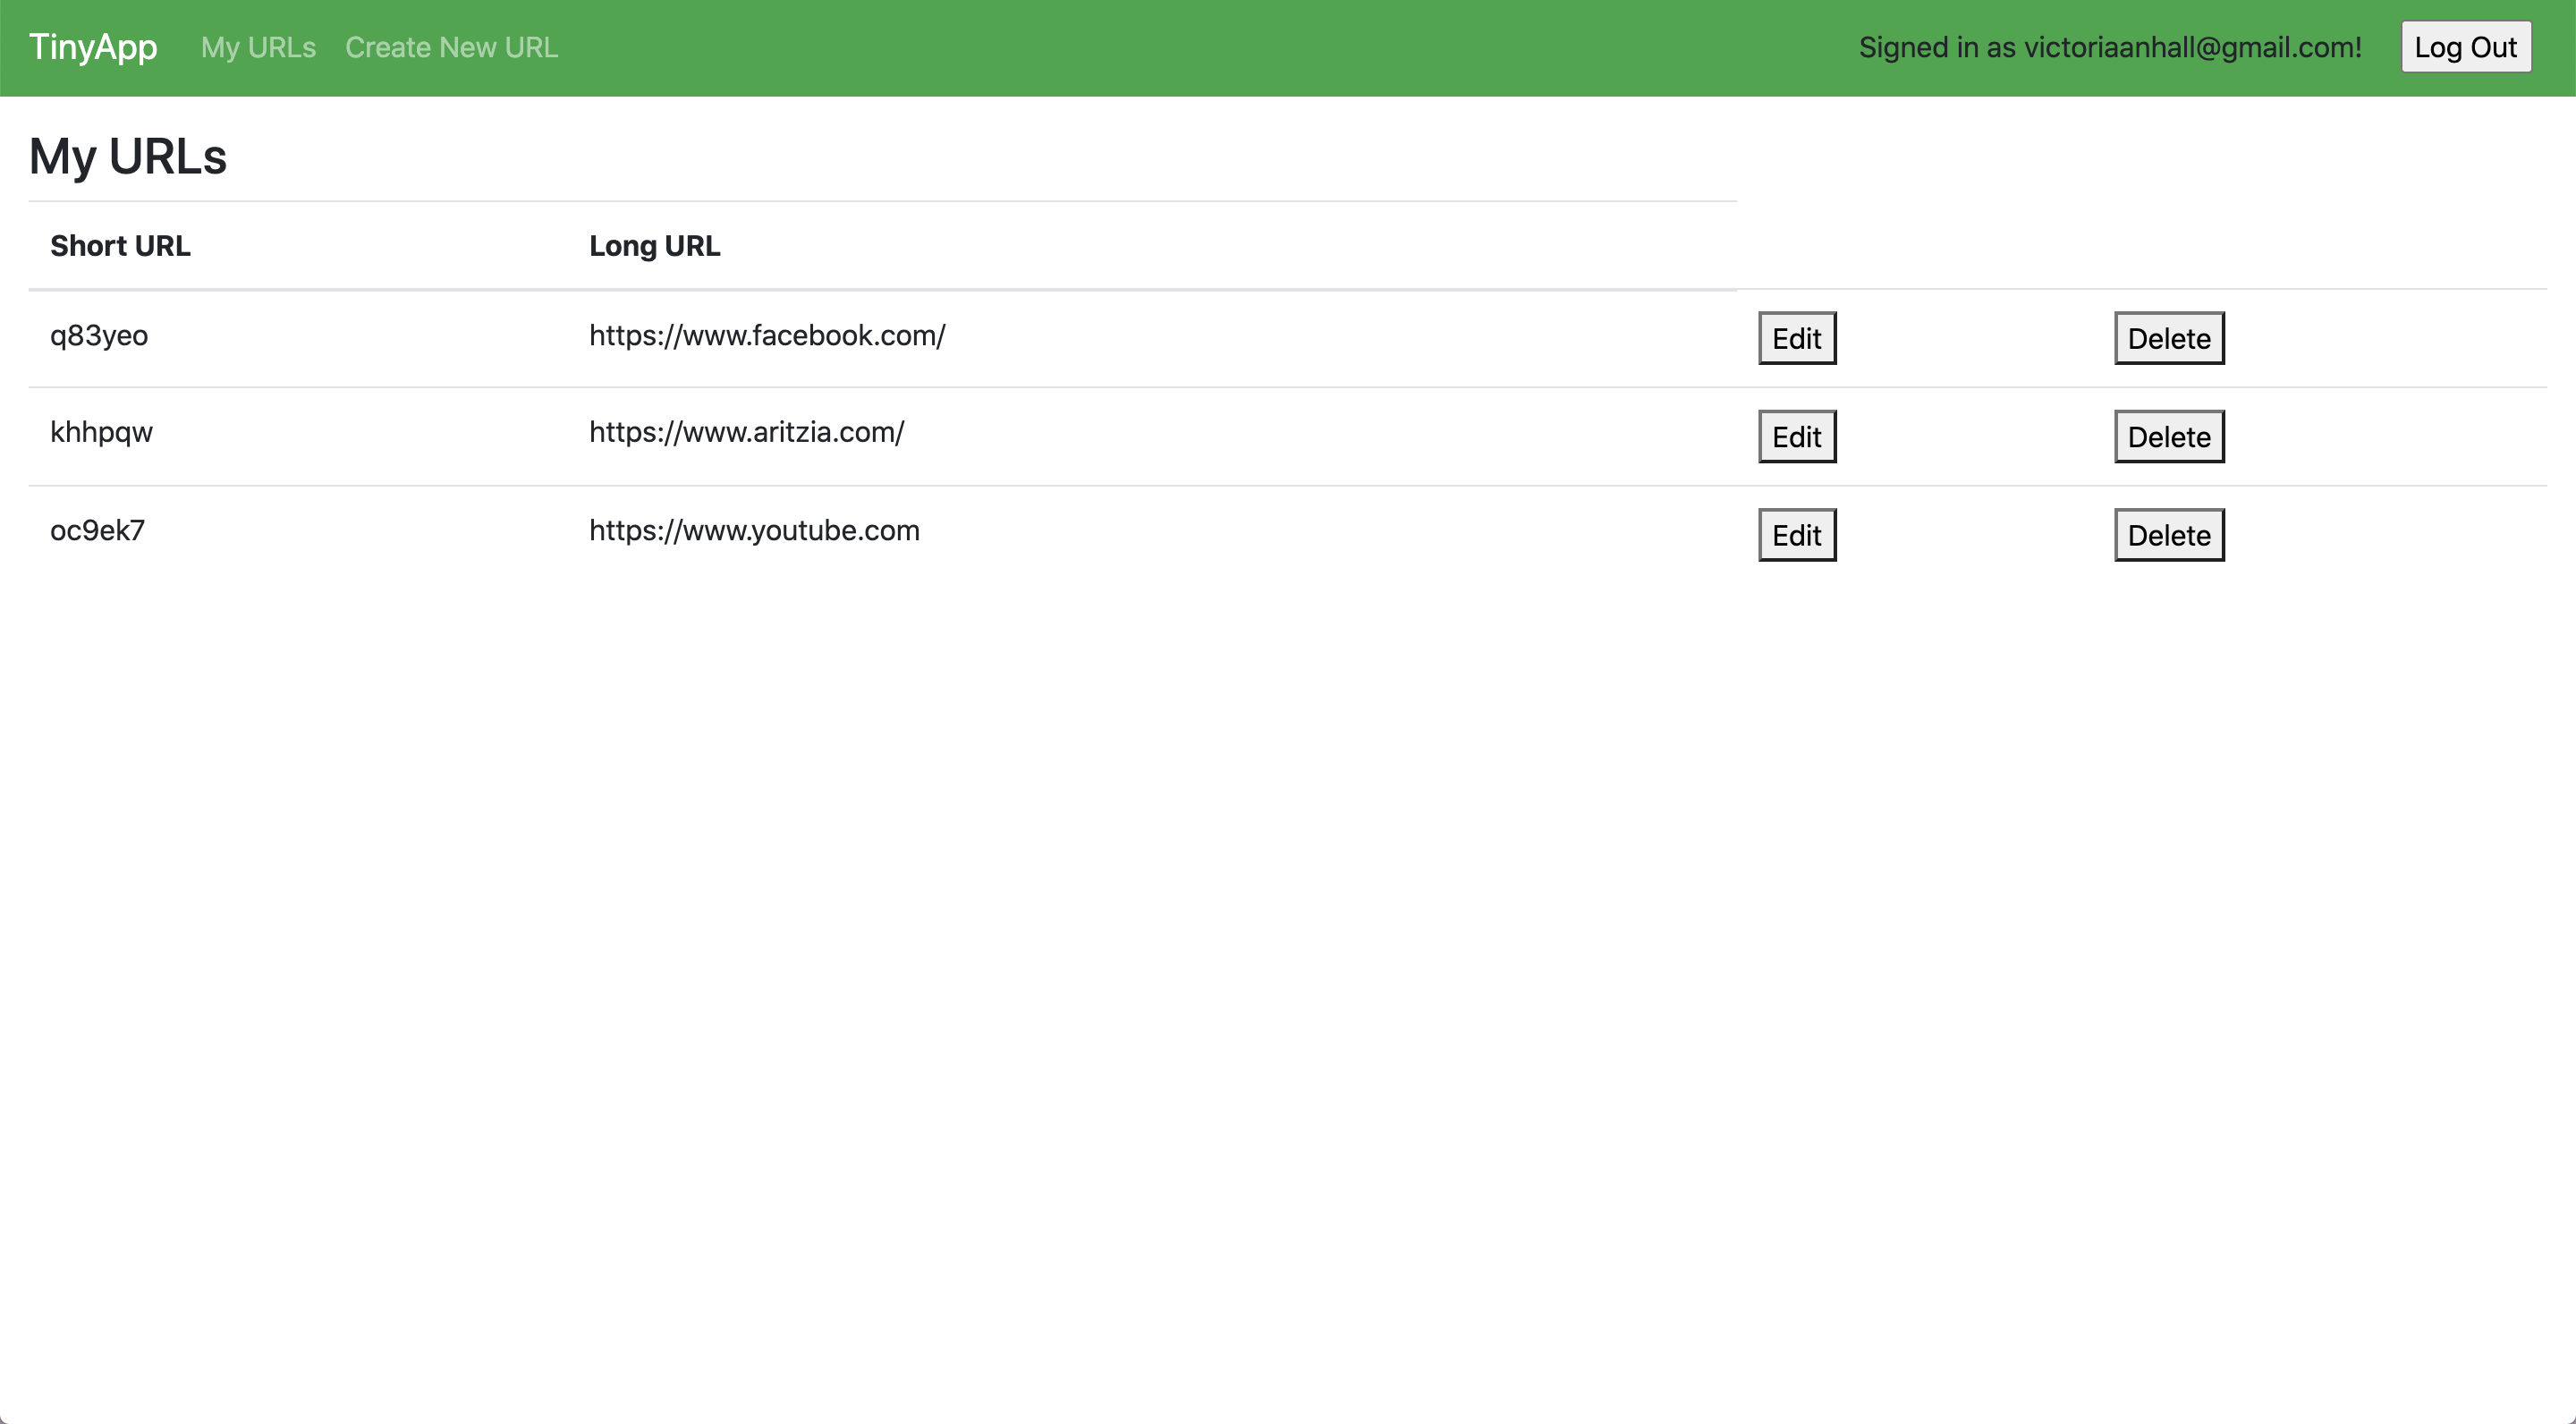 TinyApp My URLs Create New URL Signed in as victoriaanhall@gmail.com! Log Out
My URLs
Short URL Long URL
q83yeo https://www.facebook.com/ Edit Delete
khhpqw https://www.aritzia.com/ Edit Delete
oc9ek7 https://www.youtube.com Edit Delete